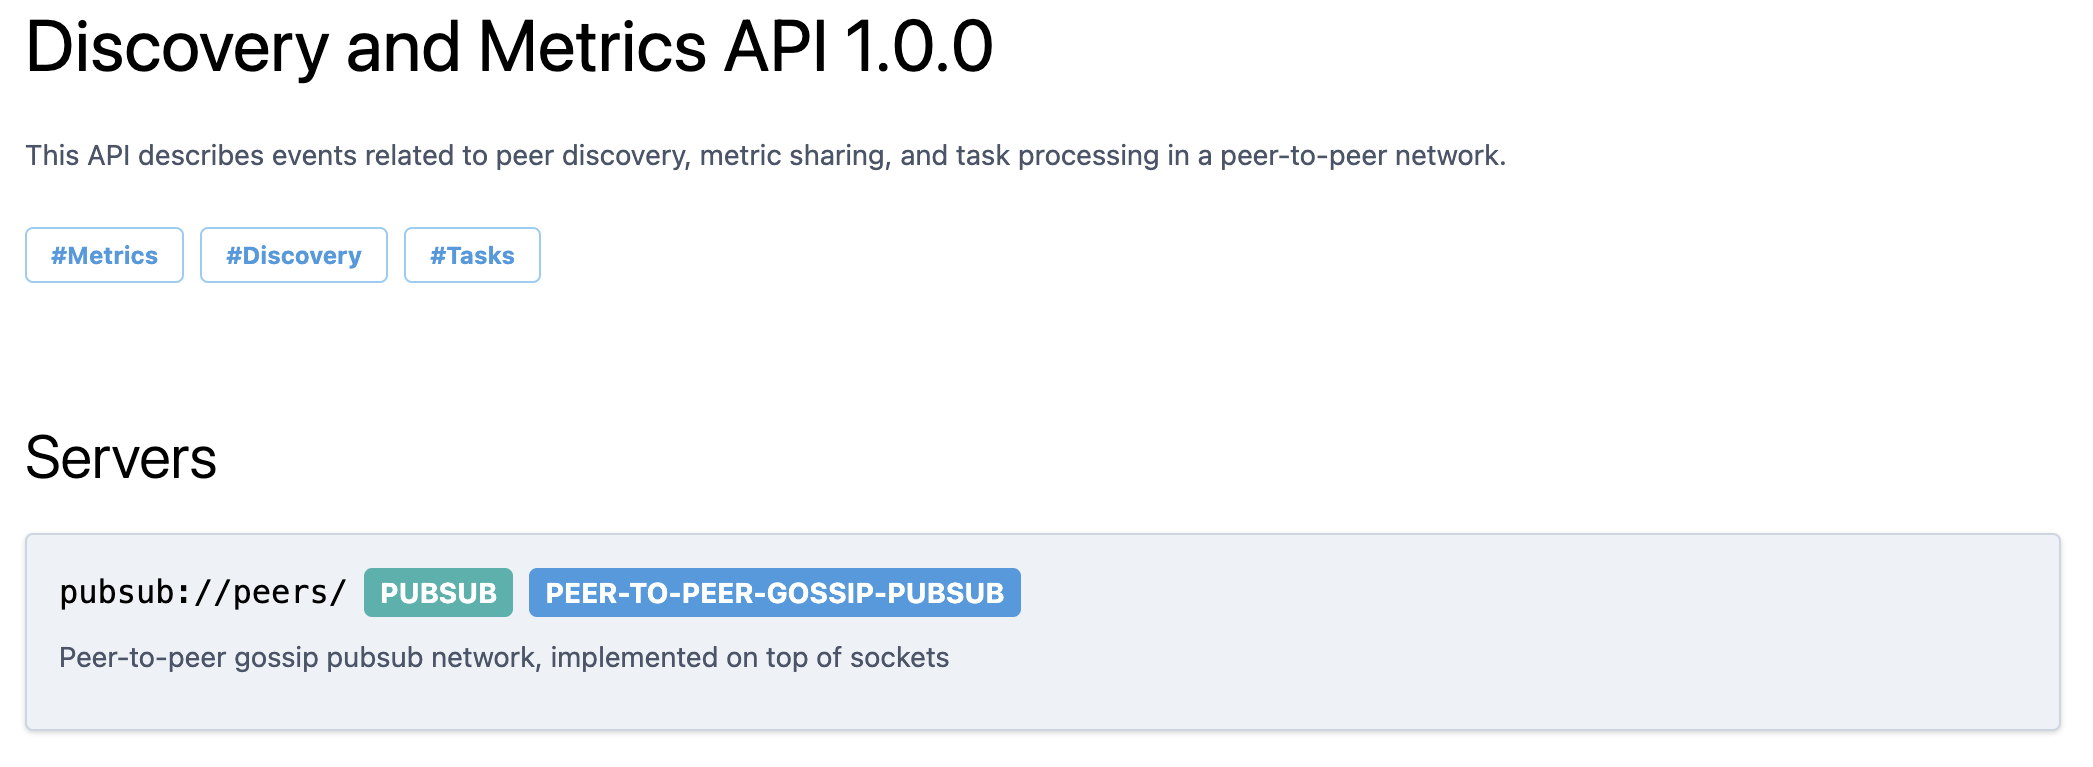 Discovery and Metrics API 1.0.0
This API describes events related to peer discovery, metric sharing, and task processing in a peer-to-peer network.
#Metrics #Discovery #Tasks
Servers
pubsub://peers/ PUBSUB PEER-TO-PEER-GOSSIP-PUBSUB
Peer-to-peer gossip pubsub network, implemented on top of sockets